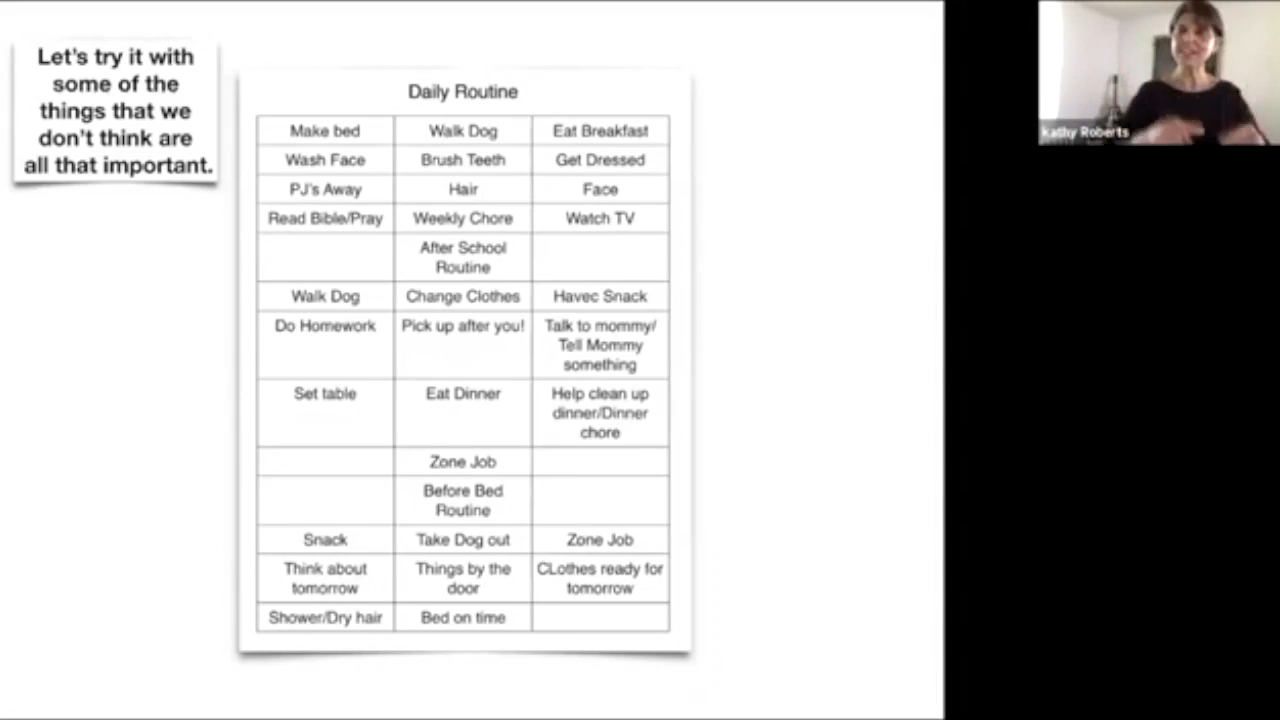 Let's try it with
some of the
things that we
don't think are
all that important.
Daily Routine
Make bed Walk Dog Eat Breakfast
Wash Face Brush Teeth Get Dressed
PJ's Away Hair Face
Read Bible/Pray Weekly Chore Watch TV
After School
Routine
Walk Dog Change Clothes Havec Snack
Do Homework Pick up after you! Talk to mommy/
Tell Mommy
something
Set table Eat Dinner Help clean up
dinner/Dinner
chore
Zone Job
Before Bed
Routine
Snack Take Dog out Zone Job
Think about Things by the CLothes ready for
tomorrow door tomorrow
Shower/Dry hair Bed on time
kathy Roberts